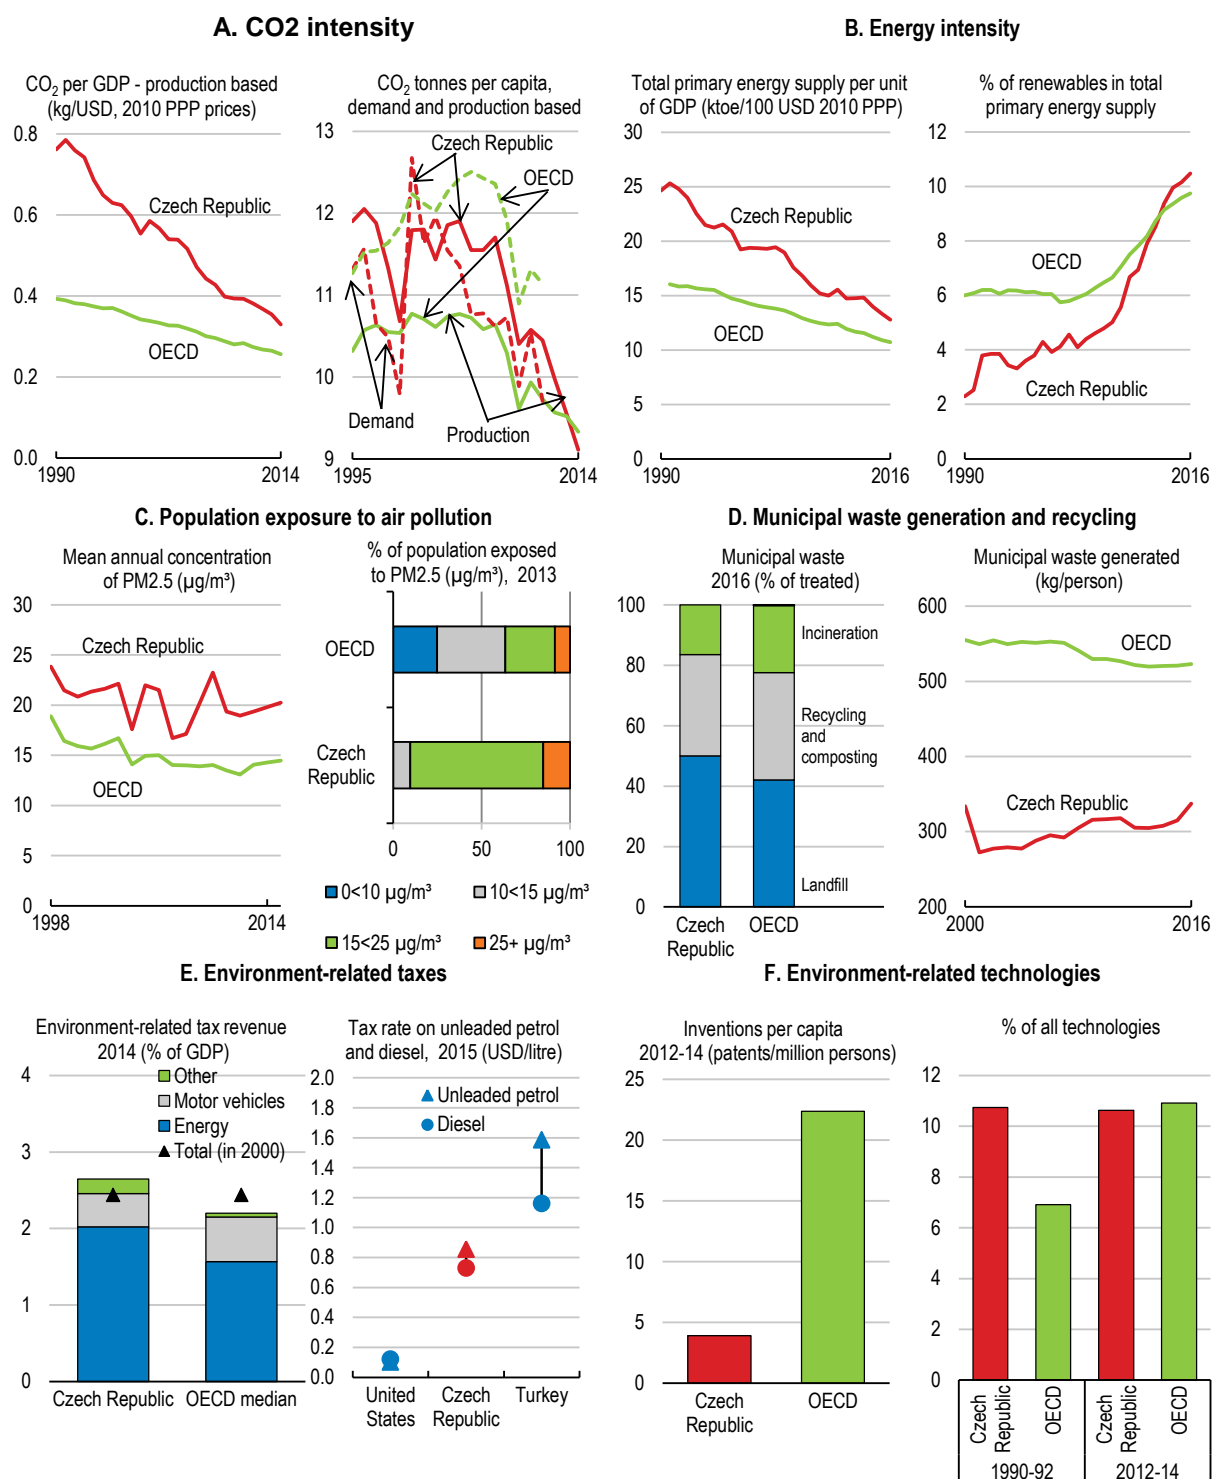 A. CO2 intensity
B. Energy intensity
CO₂ per GDP - production based
(kg/USD, 2010 PPP prices)
0.8
0.6
0.4
0.2
0.0
1990
2014
Czech Republic
OECD
CO₂ tonnes per capita,
demand and production based
13
12
11
10
9
1995
2014
Czech Republic
OECD
Demand
Production
Total primary energy supply per unit
of GDP (ktoe/100 USD 2010 PPP)
30
25
20
15
10
5
0
1990
2016
Czech Republic
OECD
% of renewables in total
primary energy supply
12
10
8
6
4
2
0
1990
2016
OECD
Czech Republic
C. Population exposure to air pollution
D. Municipal waste generation and recycling
Mean annual concentration
of PM2.5 (µg/m³)
30
25
20
15
10
5
0
1998
2014
Czech Republic
OECD
% of population exposed
to PM2.5 (µg/m³), 2013
OECD
Czech
Republic
0
50
100
0<10 µg/m³
10<15 µg/m³
15<25 µg/m³
25+ µg/m³
Municipal waste
2016 (% of treated)
100
80
60
40
20
0
Incineration
Recycling
and
composting
Landfill
Czech
Republic
OECD
Municipal waste generated
(kg/person)
600
500
400
300
200
2000
2016
OECD
Czech Republic
E. Environment-related taxes
F. Environment-related technologies
Environment-related tax revenue
2014 (% of GDP)
4
3
2
1
0
Other
Motor vehicles
Energy
Total (in 2000)
Czech Republic
OECD median
Tax rate on unleaded petrol
and diesel, 2015 (USD/litre)
2.0
1.8
1.6
1.4
1.2
1.0
0.8
0.6
0.4
0.2
0.0
Unleaded petrol
Diesel
United
States
Czech
Republic
Turkey
Inventions per capita
2012-14 (patents/million persons)
25
20
15
10
5
0
Czech
Republic
OECD
% of all technologies
12
10
8
6
4
2
0
Czech
Republic
OECD
Czech
Republic
OECD
1990-92
2012-14